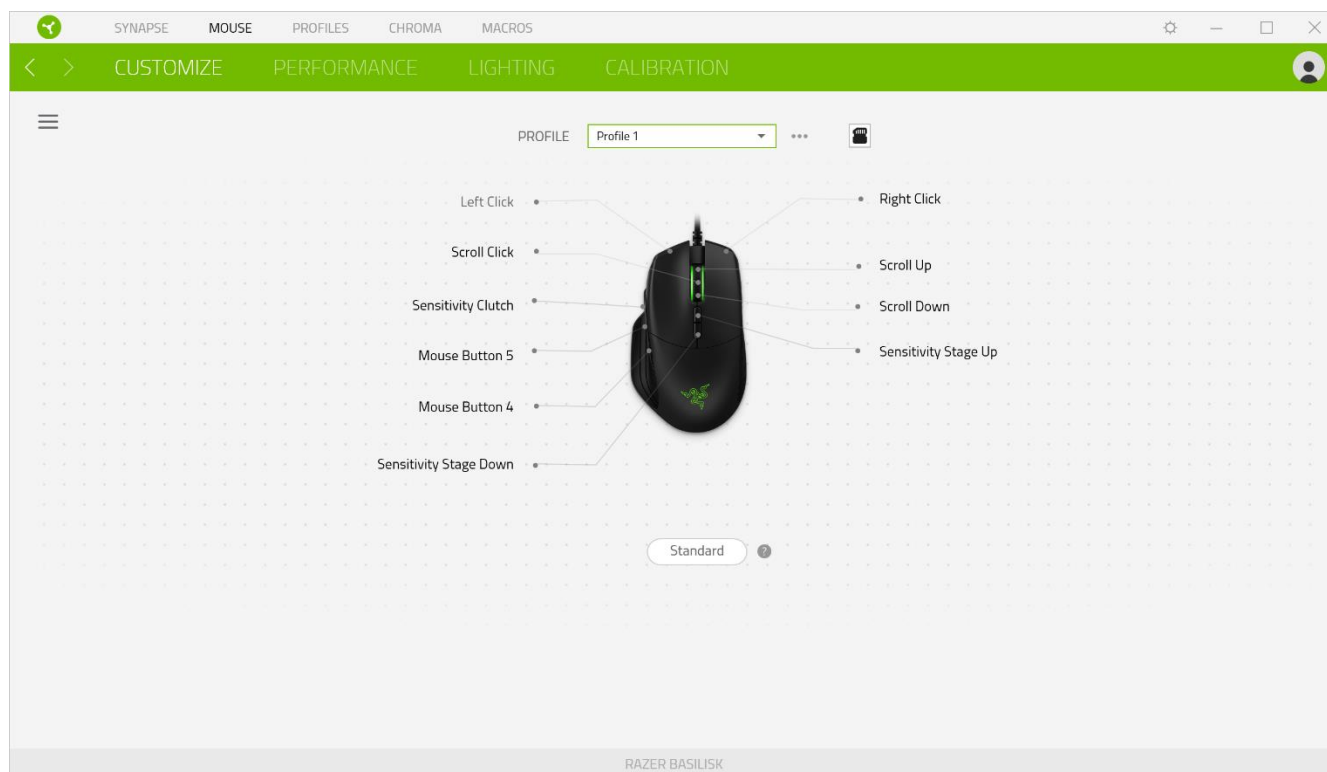 SYNAPSE MOUSE PROFILES CHROMA MACROS
CUSTOMIZE PERFORMANCE LIGHTING CALIBRATION
PROFILE Profile 1
Left Click
Right Click
Scroll Click
Scroll Up
Sensitivity Clutch
Scroll Down
Mouse Button 5
Sensitivity Stage Up
Mouse Button 4
Sensitivity Stage Down
Standard ?
RAZER BASILISK